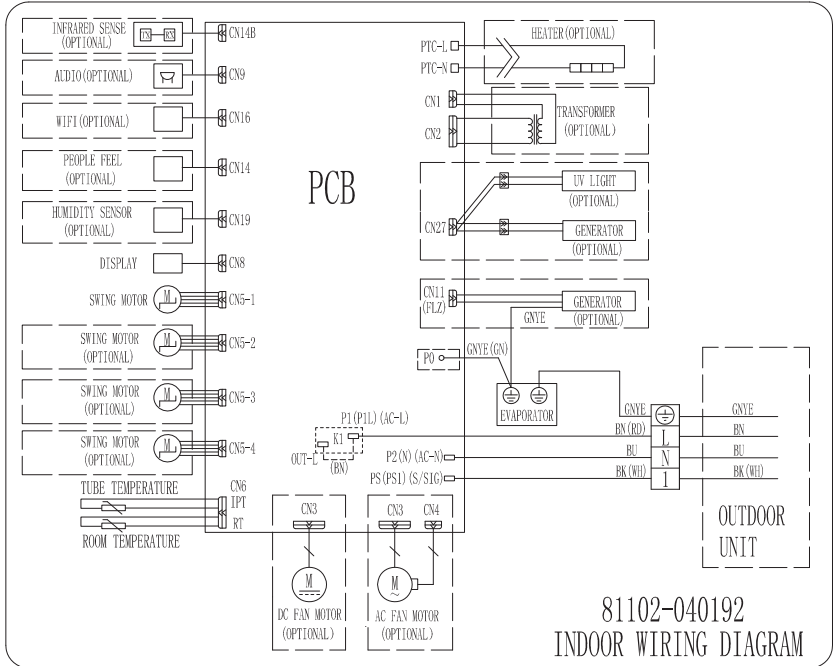 INFRARED SENSE
(OPTIONAL)
TX
RX
CN14B
AUDIO(OPTIONAL)
CN9
WIFI(OPTIONAL)
CN16
PEOPLE FEEL
(OPTIONAL)
CN14
HUMIDITY SENSOR
(OPTIONAL)
CN19
DISPLAY
CN8
SWING MOTOR
M
CN5-1
SWING MOTOR
(OPTIONAL)
M
CN5-2
SWING MOTOR
(OPTIONAL)
M
CN5-3
SWING MOTOR
(OPTIONAL)
M
CN5-4
TUBE TEMPERATURE
CN6
IPT
RT
ROOM TEMPERATURE
PCB
PTC-L
PTC-N
HEATER(OPTIONAL)
CN1
CN2
TRANSFORMER
(OPTIONAL)
CN27
UV LIGHT
(OPTIONAL)
GENERATOR
(OPTIONAL)
CN11
(FLZ)
GENERATOR
(OPTIONAL)
GNYE
P0
GNYE(GN)
EVAPORATOR
P1(P1L)(AC-L)
K1
OUT-L
(BN)
P2(N)(AC-N)
PS(PS1)(S/SIG)
GNYE
BN(RD)
BU
BK(WH)
L
N
1
GNYE
BN
BU
BK(WH)
OUTDOOR
UNIT
CN3
M
DC FAN MOTOR
(OPTIONAL)
CN3
CN4
M
~
AC FAN MOTOR
(OPTIONAL)
81102-040192
INDOOR WIRING DIAGRAM